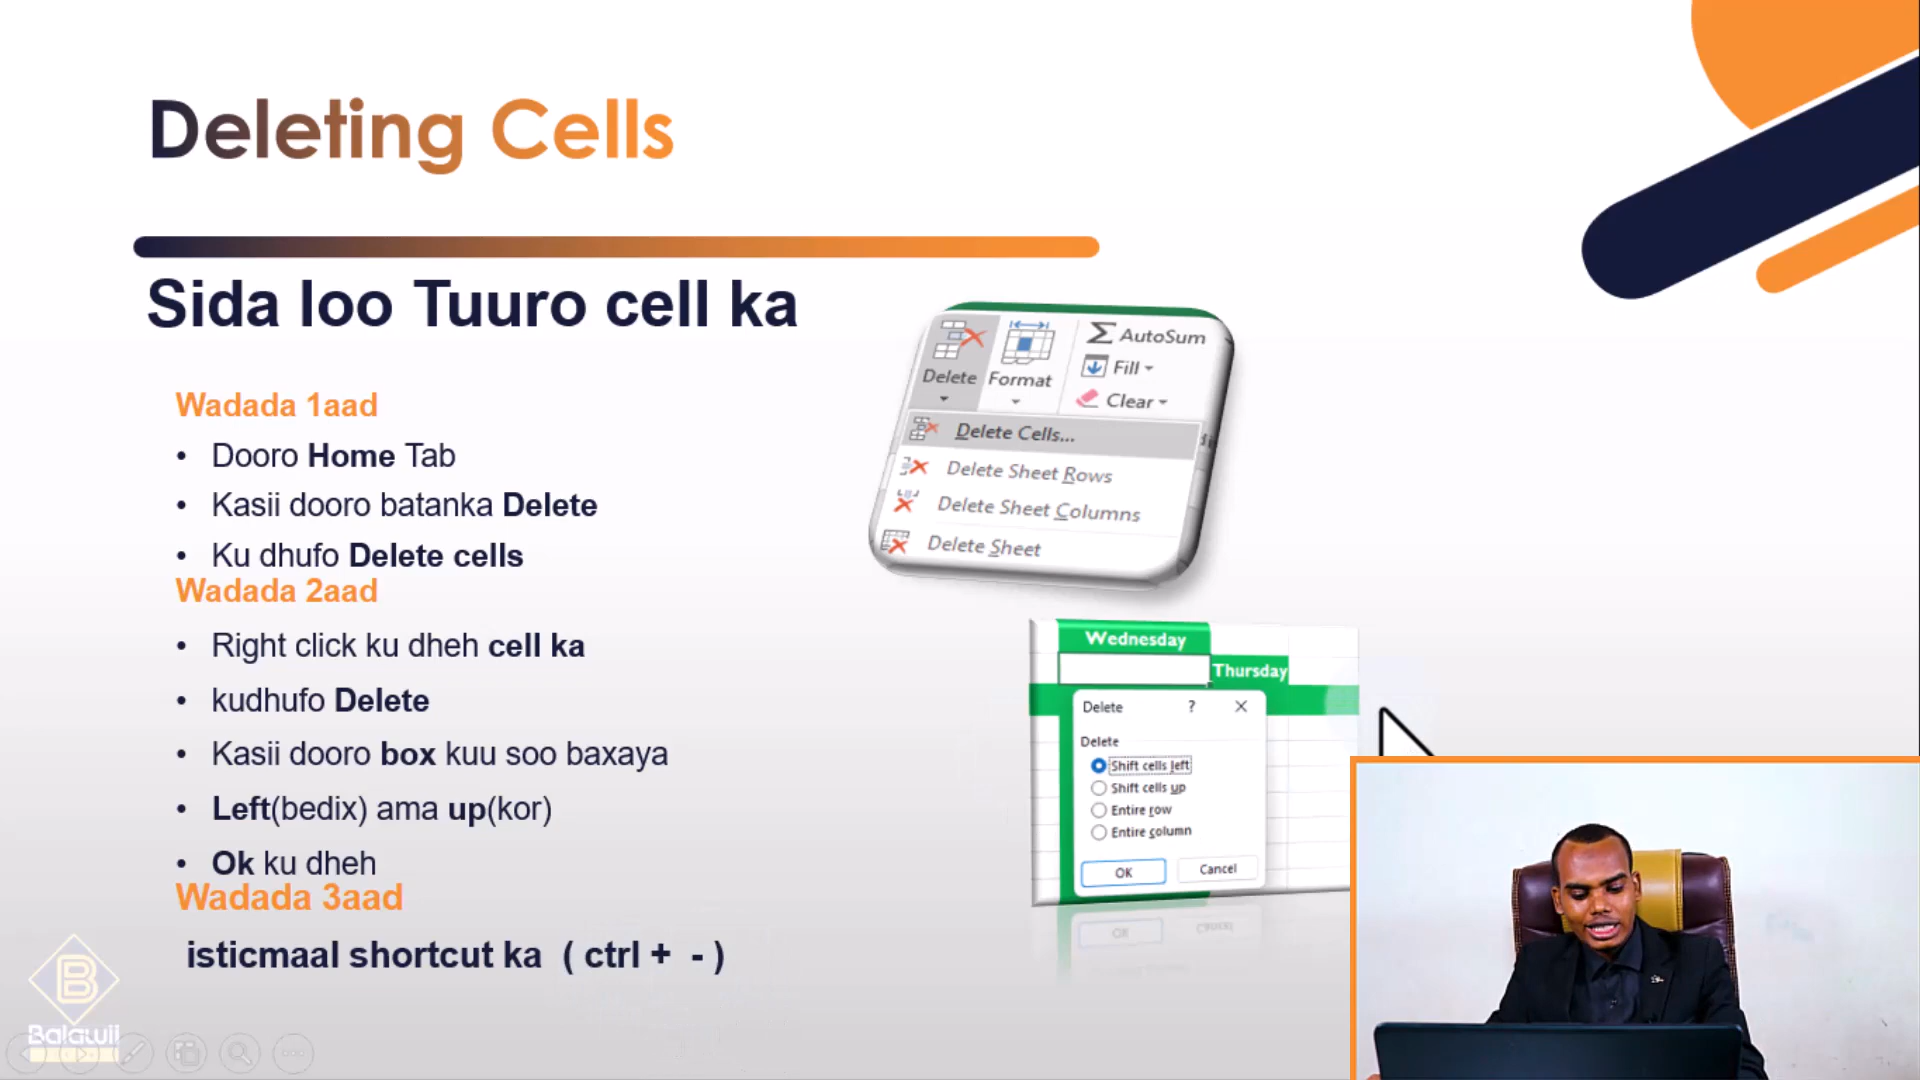 Deleting Cells
Sida loo Tuuro cell ka
Wadada 1aad
• Dooro Home Tab
• Kasii dooro batanka Delete
• Ku dhufo Delete cells
Wadada 2aad
• Right click ku dheh cell ka
• kudhufo Delete
• Kasii dooro box kuu soo baxaya
• Left(bedix) ama up(kor)
• Ok ku dheh
Wadada 3aad
isticmaal shortcut ka ( ctrl + - )
Delete
Format
AutoSum
Fill
Clear
Delete Cells...
Delete Sheet Rows
Delete Sheet Columns
Delete Sheet
Wednesday
Thursday
Delete ?
Delete
Shift cells left
Shift cells up
Entire row
Entire column
OK Cancel
B
Balawii